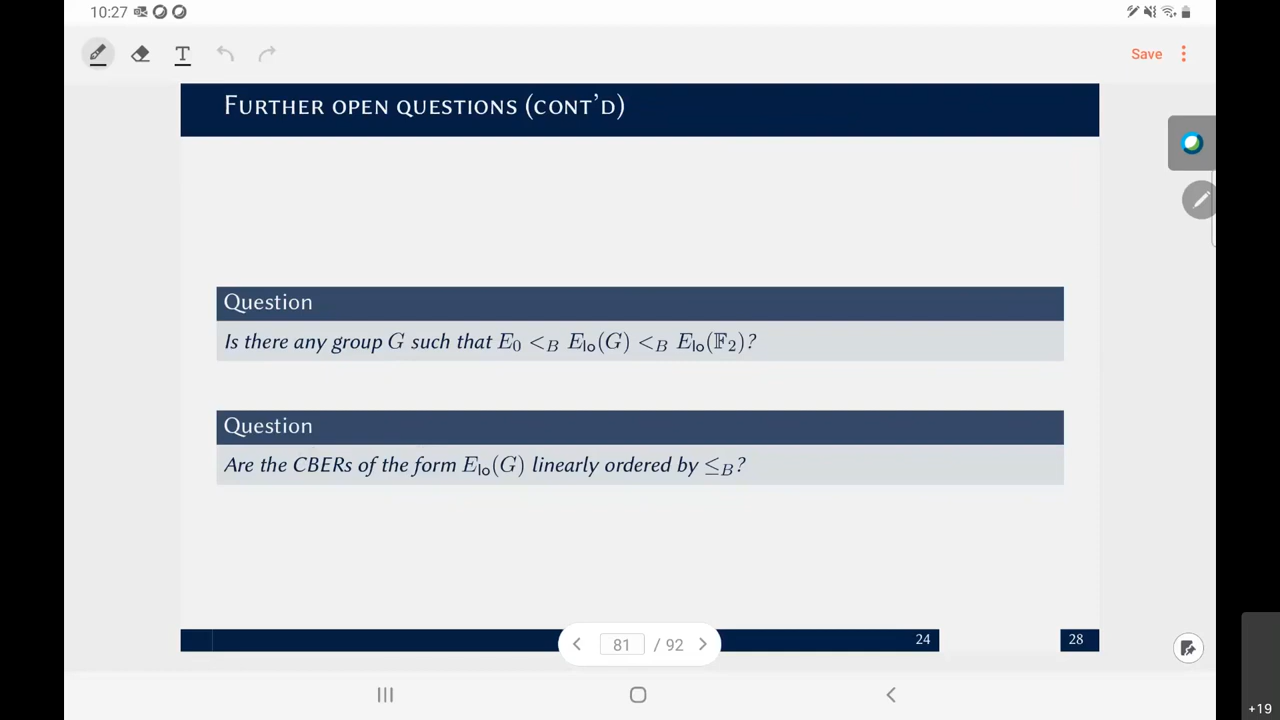 10:27
T
Save
Further open questions (cont'd)
Question
Is there any group G such that E₀ <_B E_lo(G) <_B E_lo(𝔽₂)?
Question
Are the CBERs of the form E_lo(G) linearly ordered by ≤_B?
24
28
81 / 92
+19